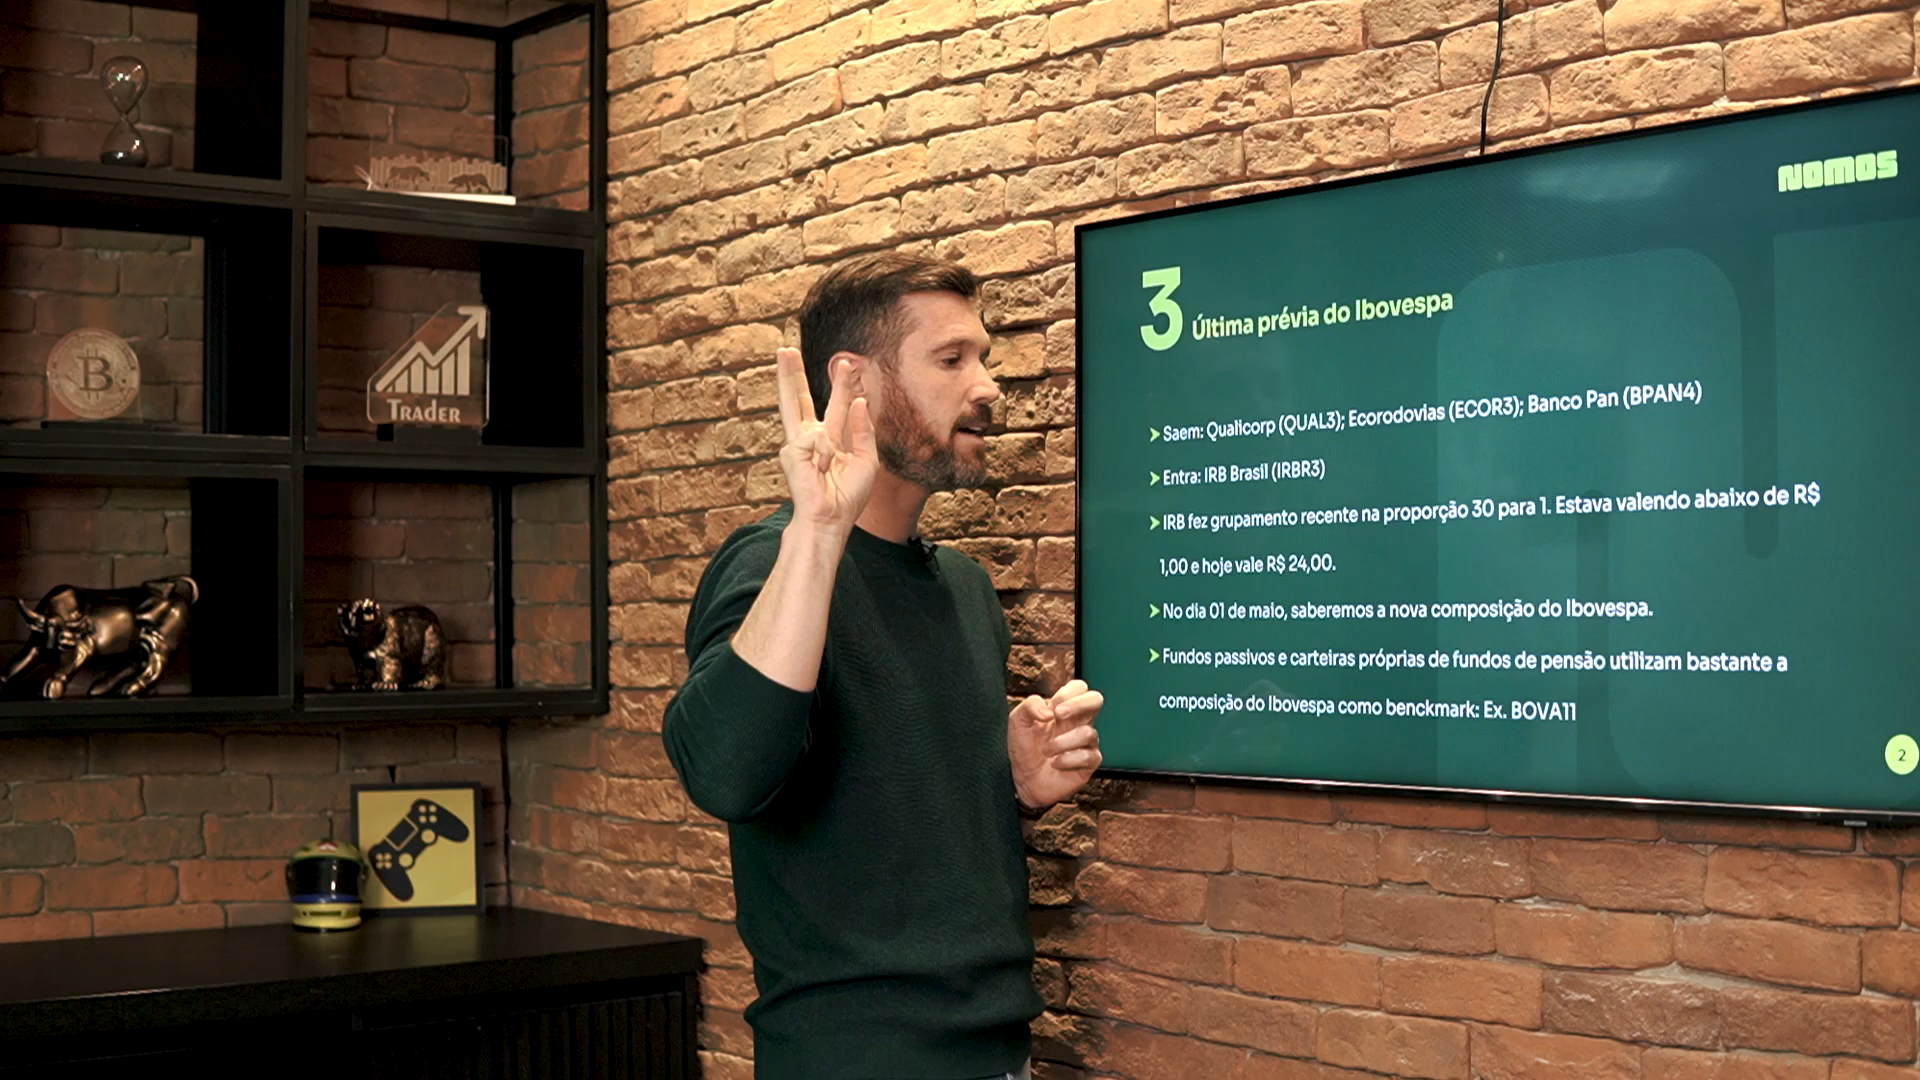 B
TRADER
NOMOS
3 Última prévia do Ibovespa
Saem: Qualicorp (QUAL3); Ecorodovias (ECOR3); Banco Pan (BPAN4)
Entra: IRB Brasil (IRBR3)
IRB fez grupamento recente na proporção 30 para 1. Estava valendo abaixo de R$
1,00 e hoje vale R$ 24,00.
No dia 01 de maio, saberemos a nova composição do Ibovespa.
Fundos passivos e carteiras próprias de fundos de pensão utilizam bastante a
composição do Ibovespa como benckmark: Ex. BOVA11
2